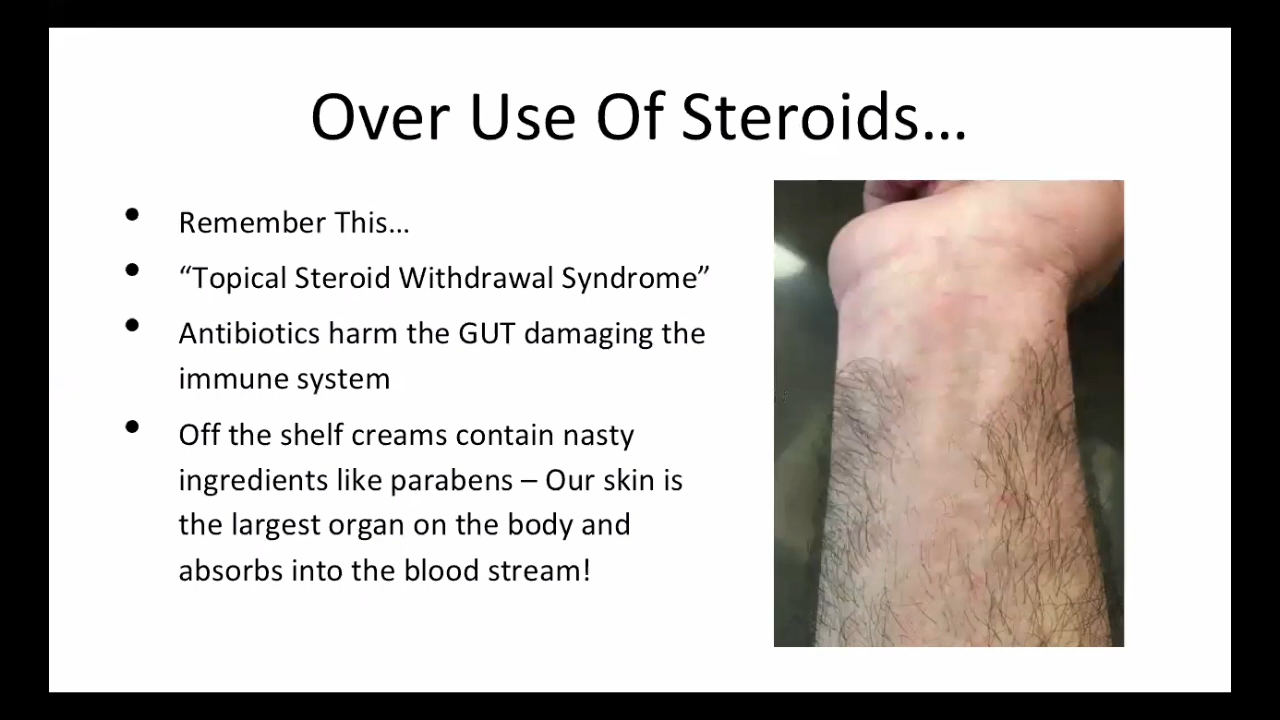 Over Use Of Steroids…
• Remember This…
• “Topical Steroid Withdrawal Syndrome”
• Antibiotics harm the GUT damaging the
immune system
• Off the shelf creams contain nasty
ingredients like parabens – Our skin is
the largest organ on the body and
absorbs into the blood stream!